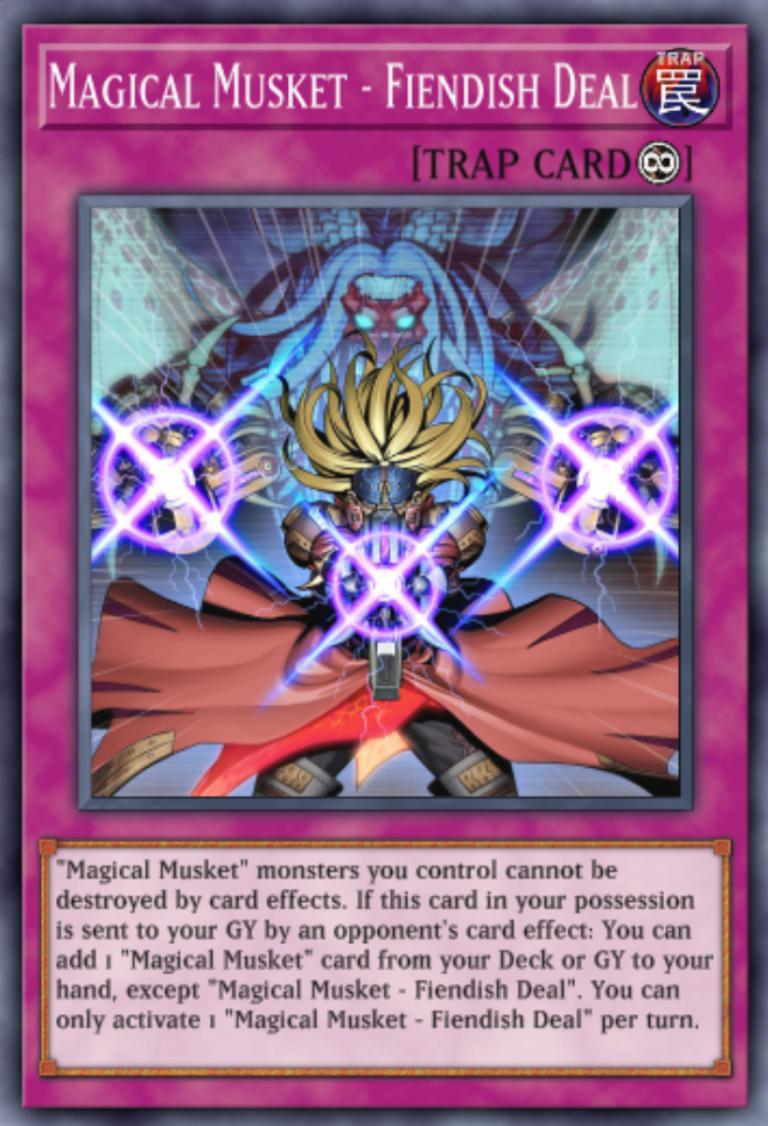 Magical Musket - Fiendish Deal
TRAP
罠
[TRAP CARD∞]
"Magical Musket" monsters you control cannot be
destroyed by card effects. If this card in your possession
is sent to your GY by an opponent's card effect: You can
add 1 "Magical Musket" card from your Deck or GY to your
hand, except "Magical Musket - Fiendish Deal". You can
only activate 1 "Magical Musket - Fiendish Deal" per turn.